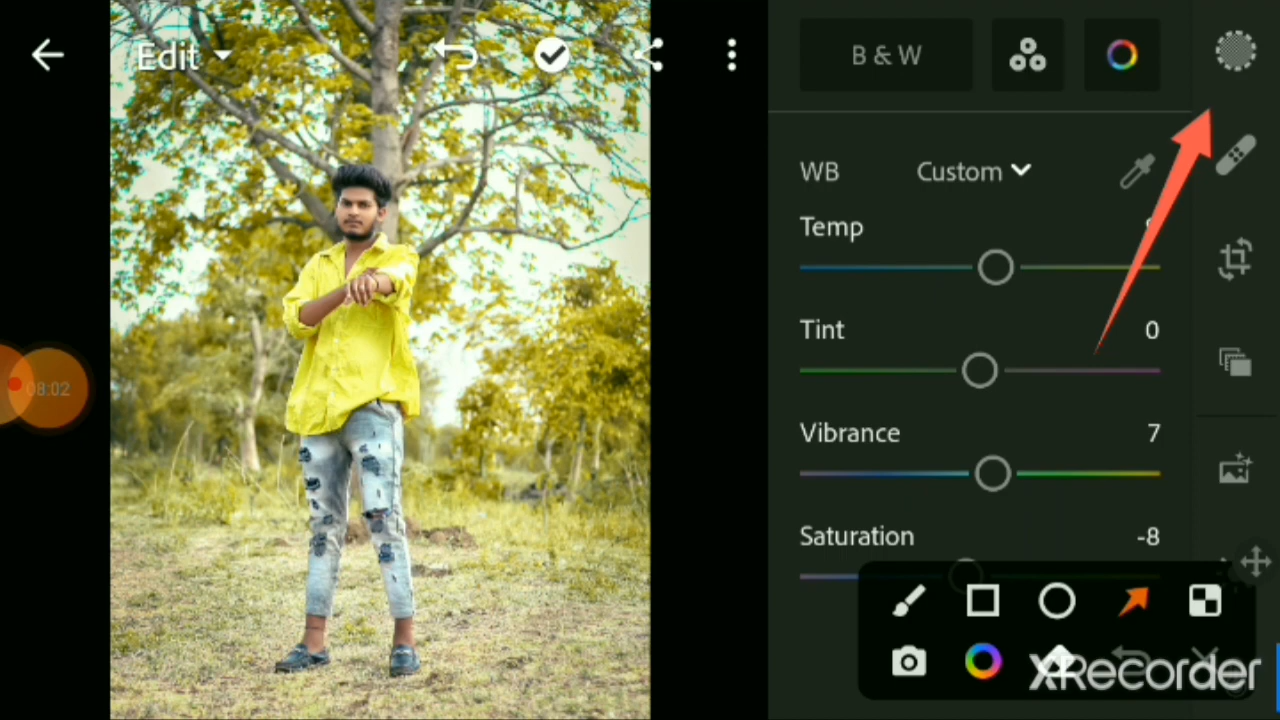 Edit
B & W
WB
Custom
Temp
Tint
0
Vibrance
7
Saturation
-8
08:02
XRecorder